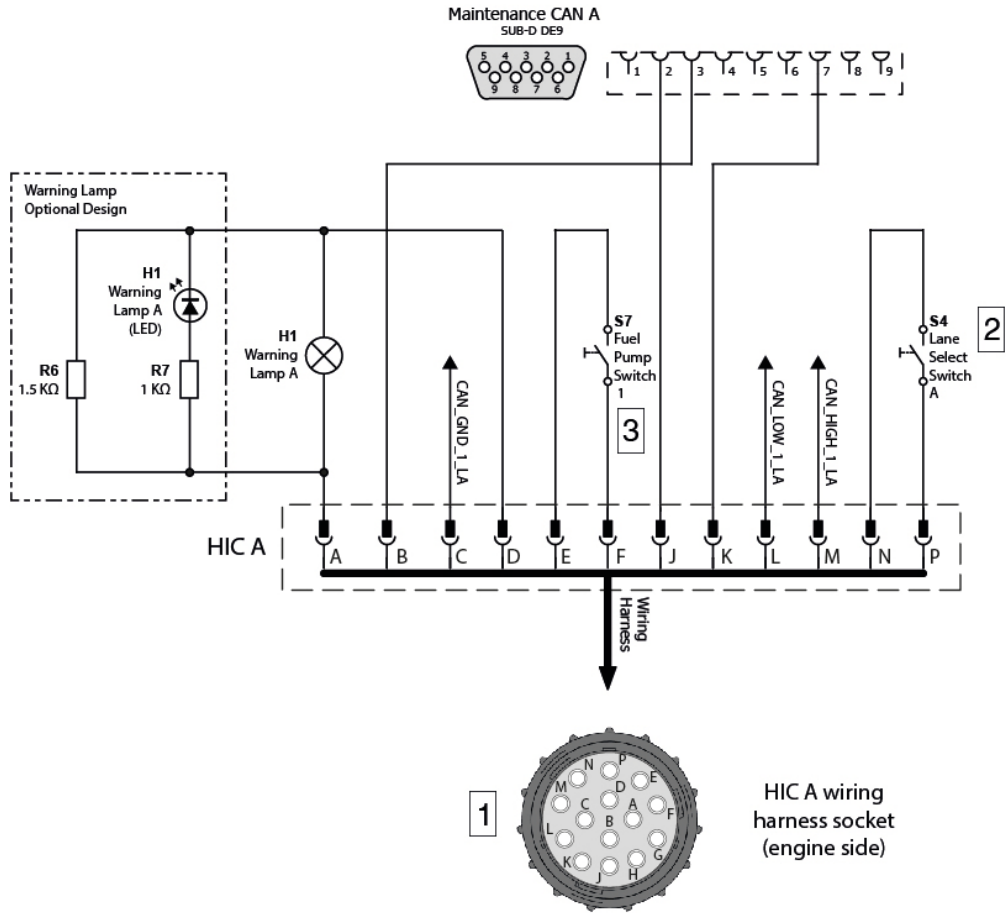 Maintenance CAN A
SUB-D DE9
5 4 3 2 1
9 8 7 6
1 2 3 4 5 6 7 8 9
Warning Lamp
Optional Design
H1
Warning
Lamp A
(LED)
R6
1.5 KΩ
R7
1 KΩ
H1
Warning
Lamp A
CAN_GND_1_LA
S7
Fuel
Pump
Switch
1
3
CAN_LOW_1_LA
CAN_HIGH_1_LA
S4
Lane
Select
Switch
A
2
HIC A
A B C D E F J K L M N P
Wiring
Harness
1
P
N E
M D
C A F
B
L G
K J H
HIC A wiring
harness socket
(engine side)